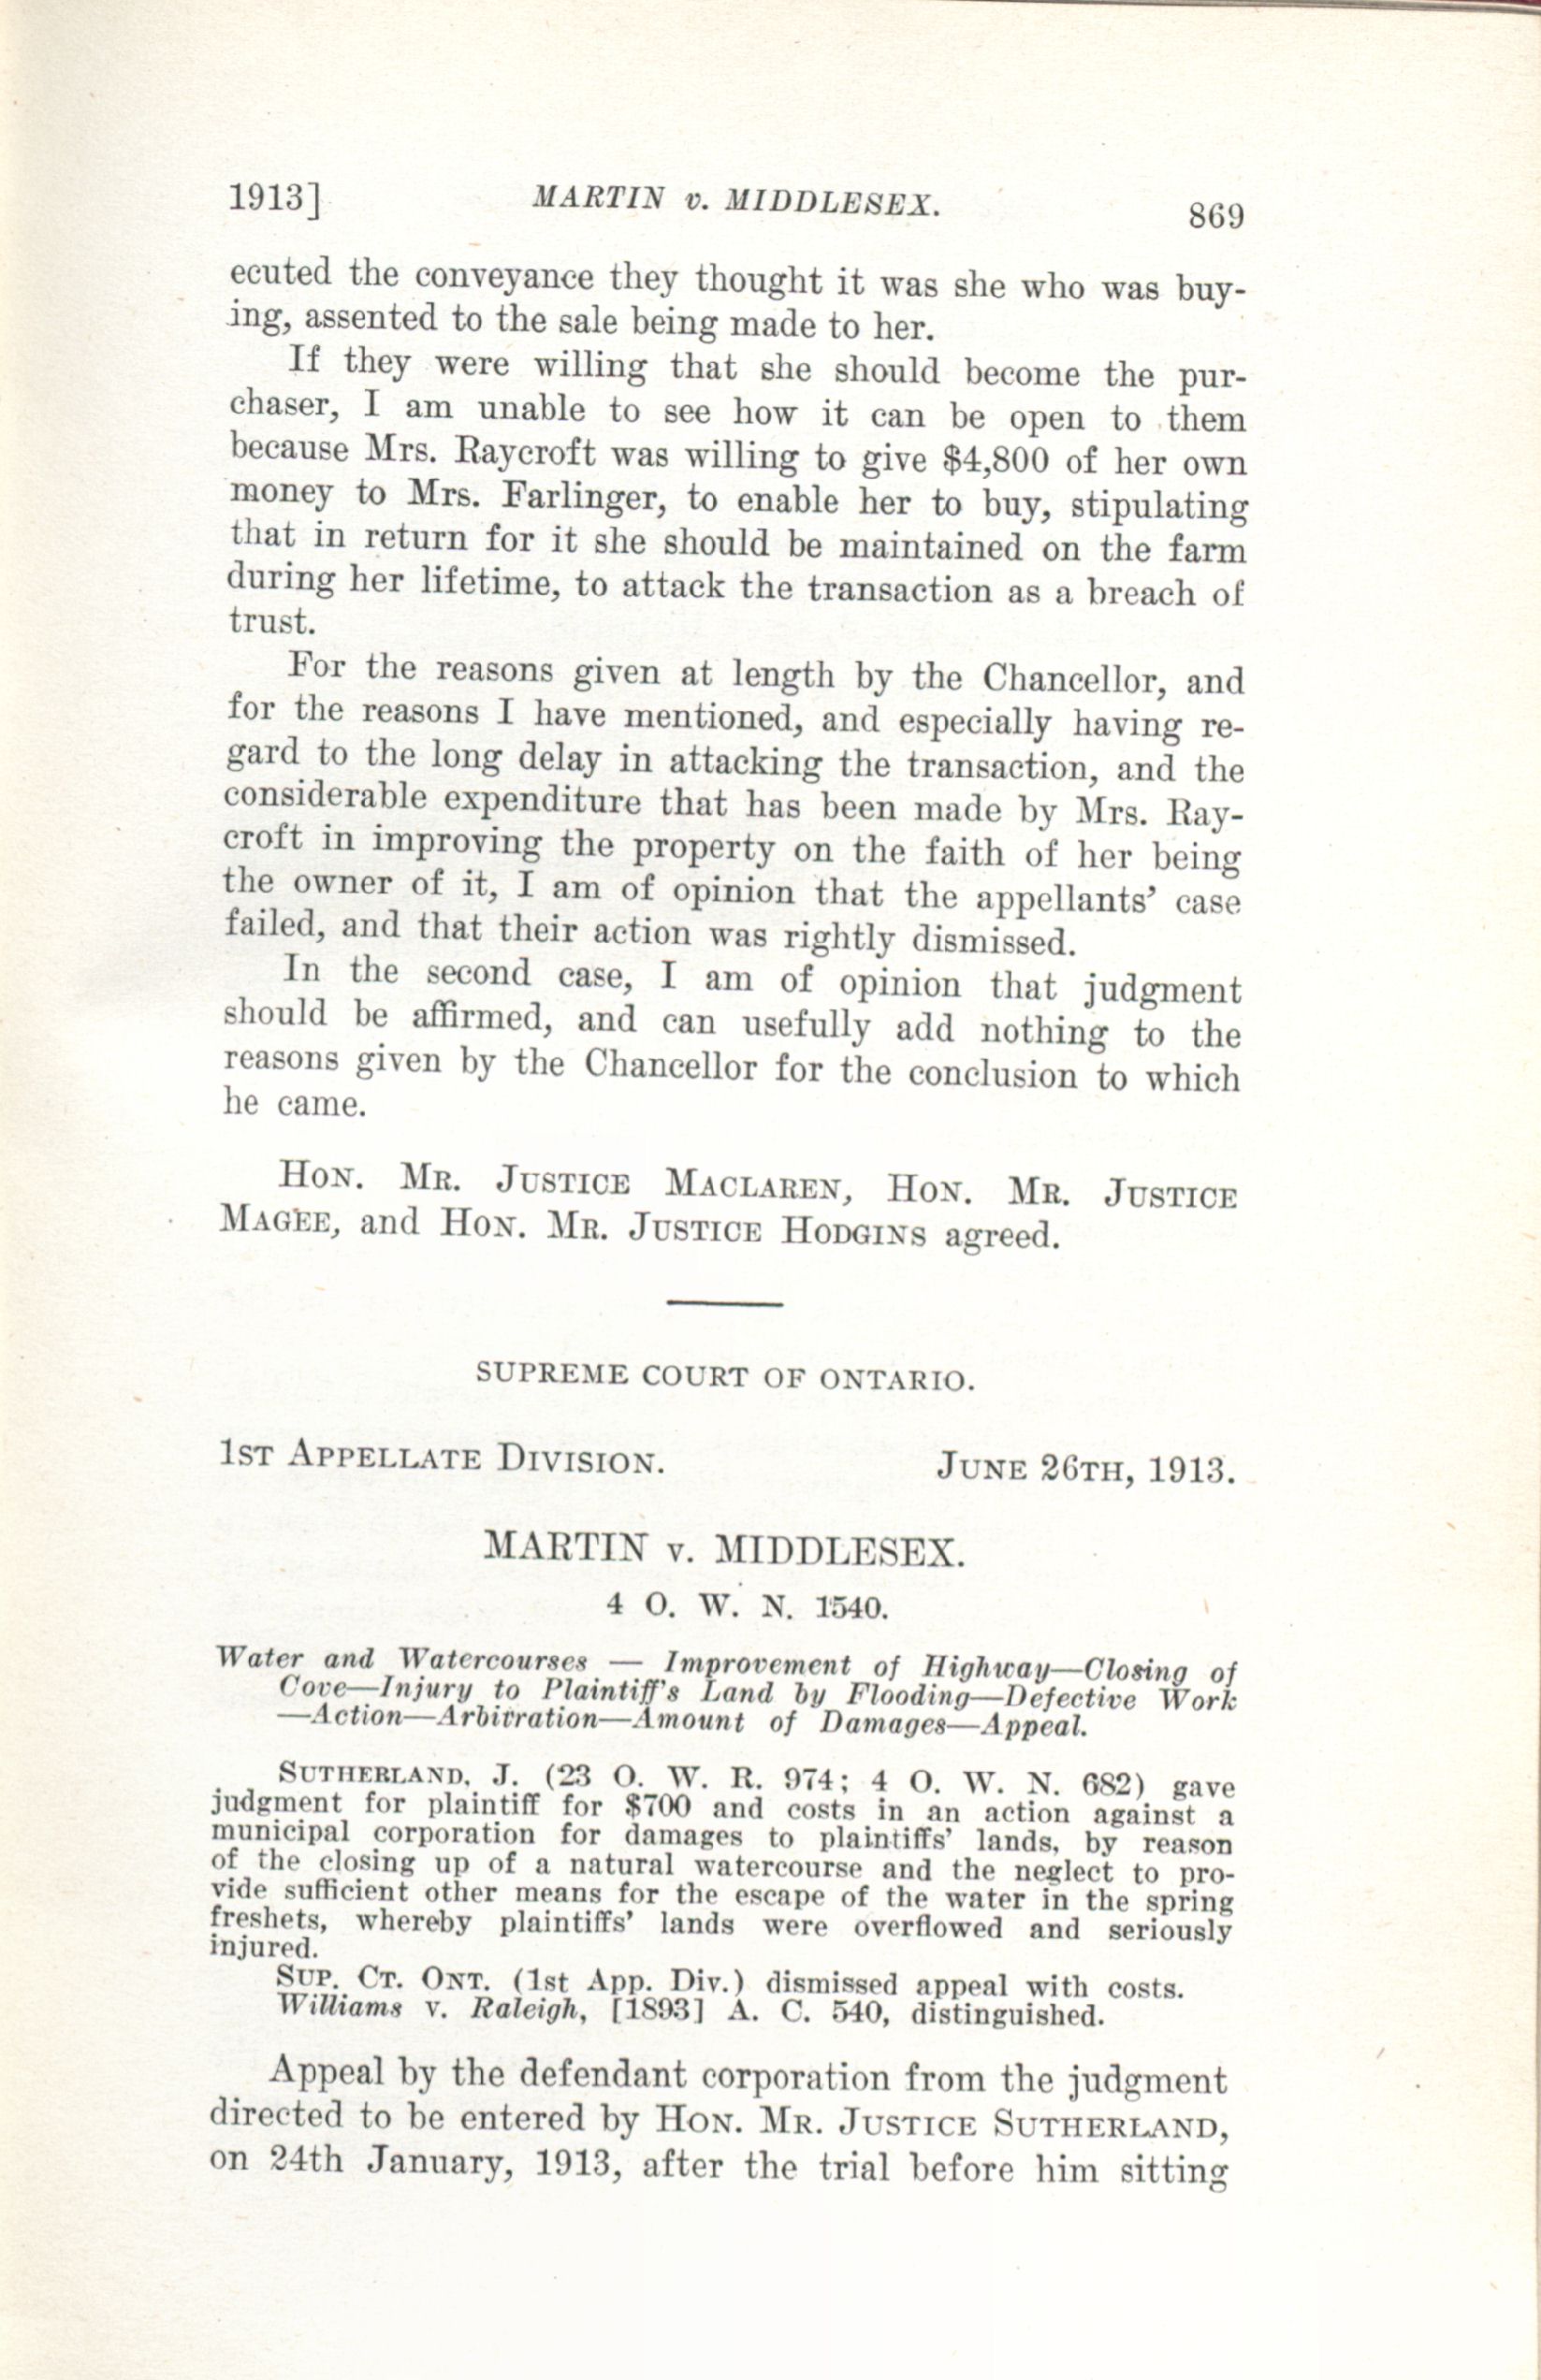 1913] MARTIN v. MIDDLESEX. 869
ecuted the conveyance they thought it was she who was buy-
ing, assented to the sale being made to her.
If they were willing that she should become the pur-
chaser, I am unable to see how it can be open to them
because Mrs. Raycroft was willing to give $4,800 of her own
money to Mrs. Farlinger, to enable her to buy, stipulating
that in return for it she should be maintained on the farm
during her lifetime, to attack the transaction as a breach of
trust.
For the reasons given at length by the Chancellor, and
for the reasons I have mentioned, and especially having re-
gard to the long delay in attacking the transaction, and the
considerable expenditure that has been made by Mrs. Ray-
croft in improving the property on the faith of her being
the owner of it, I am of opinion that the appellants' case
failed, and that their action was rightly dismissed.
In the second case, I am of opinion that judgment
should be affirmed, and can usefully add nothing to the
reasons given by the Chancellor for the conclusion to which
he came.
HON. MR. JUSTICE MACLAREN, HON. MR. JUSTICE
MAGEE, and HON. MR. JUSTICE HODGINS agreed.
SUPREME COURT OF ONTARIO.
1ST APPELLATE DIVISION. JUNE 26TH, 1913.
MARTIN v. MIDDLESEX.
4 O. W. N. 1540.
Water and Watercourses — Improvement of Highway—Closing of
Cove—Injury to Plaintiff's Land by Flooding—Defective Work
—Action—Arbitration—Amount of Damages—Appeal.
SUTHERLAND, J. (23 O. W. R. 974; 4 O. W. N. 682) gave
judgment for plaintiff for $700 and costs in an action against a
municipal corporation for damages to plaintiffs' lands, by reason
of the closing up of a natural watercourse and the neglect to pro-
vide sufficient other means for the escape of the water in the spring
freshets, whereby plaintiffs' lands were overflowed and seriously
injured.
SUP. CT. ONT. (1st App. Div.) dismissed appeal with costs.
Williams v. Raleigh, [1893] A. C. 540, distinguished.
Appeal by the defendant corporation from the judgment
directed to be entered by HON. MR. JUSTICE SUTHERLAND,
on 24th January, 1913, after the trial before him sitting